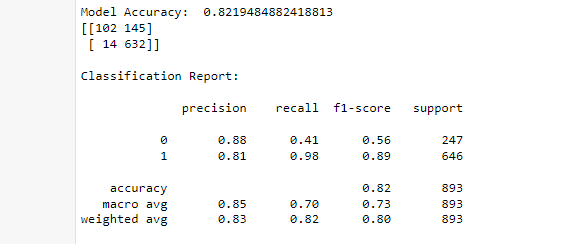 Model Accuracy:  0.8219484882418813
[[102 145]
 [ 14 632]]
Classification Report:
              precision    recall  f1-score   support
           0       0.88      0.41      0.56       247
           1       0.81      0.98      0.89       646
    accuracy                           0.82       893
   macro avg       0.85      0.70      0.73       893
weighted avg       0.83      0.82      0.80       893